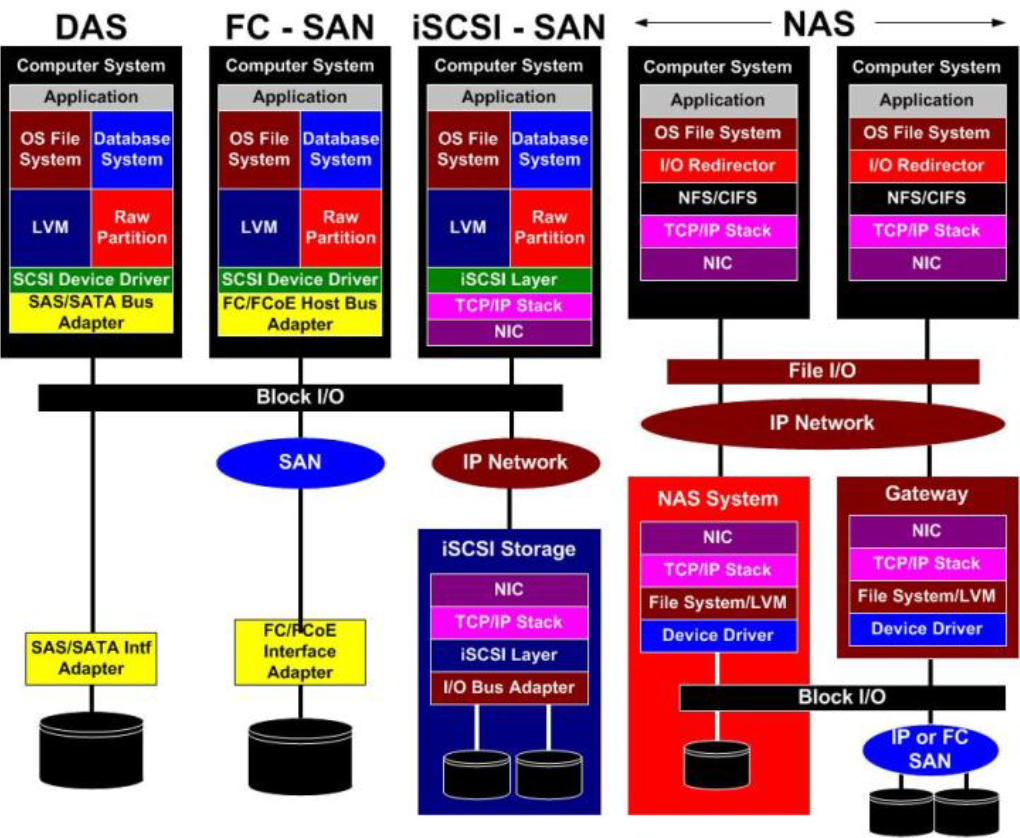 DAS
FC - SAN
iSCSI - SAN
NAS
Computer System
Application
OS File
System
Database
System
LVM
Raw
Partition
SCSI Device Driver
SAS/SATA Bus
Adapter
Computer System
Application
OS File
System
Database
System
LVM
Raw
Partition
SCSI Device Driver
FC/FCoE Host Bus
Adapter
Computer System
Application
OS File
System
Database
System
LVM
Raw
Partition
iSCSI Layer
TCP/IP Stack
NIC
Computer System
Application
OS File System
I/O Redirector
NFS/CIFS
TCP/IP Stack
NIC
Computer System
Application
OS File System
I/O Redirector
NFS/CIFS
TCP/IP Stack
NIC
Block I/O
File I/O
SAN
IP Network
IP Network
SAS/SATA Intf
Adapter
FC/FCoE
Interface
Adapter
iSCSI Storage
NIC
TCP/IP Stack
iSCSI Layer
I/O Bus Adapter
NAS System
NIC
TCP/IP Stack
File System/LVM
Device Driver
Gateway
NIC
TCP/IP Stack
File System/LVM
Device Driver
Block I/O
IP or FC
SAN